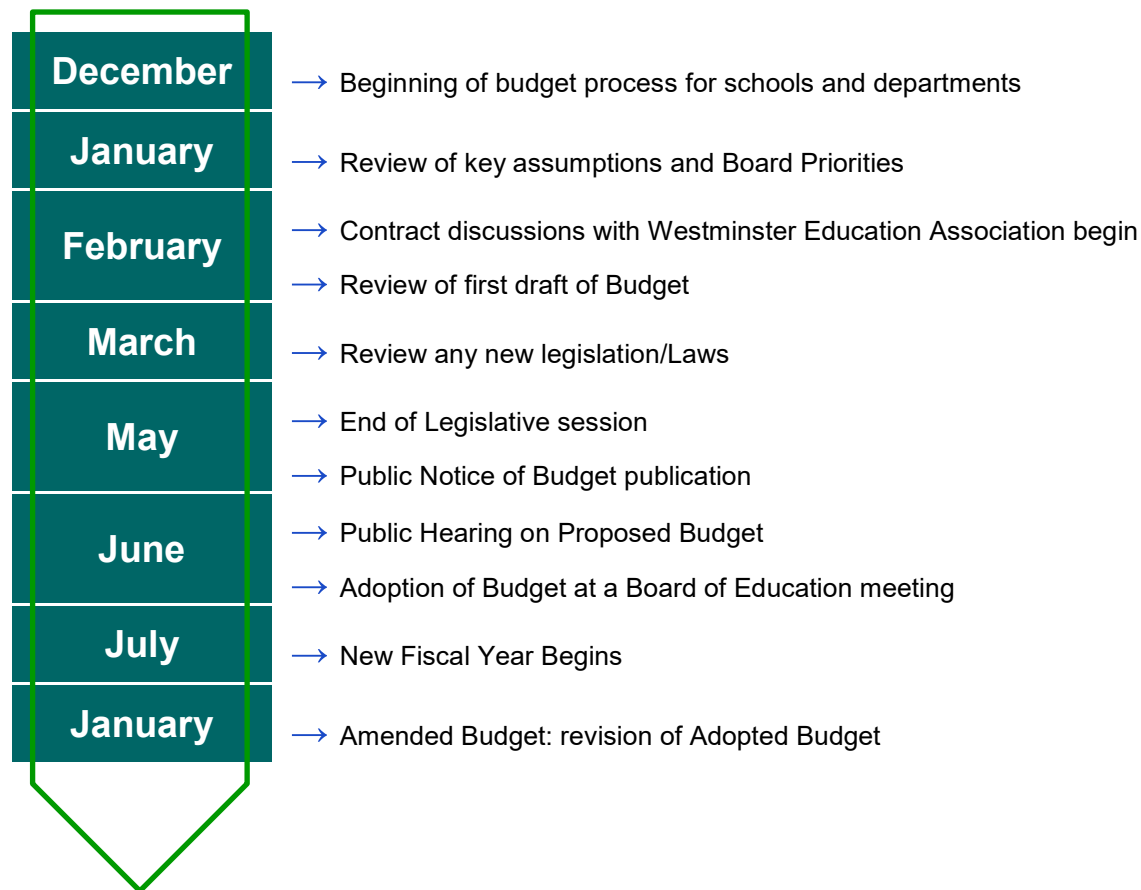 December
→ Beginning of budget process for schools and departments
January
→ Review of key assumptions and Board Priorities
February
→ Contract discussions with Westminster Education Association begin
→ Review of first draft of Budget
March
→ Review any new legislation/Laws
May
→ End of Legislative session
→ Public Notice of Budget publication
June
→ Public Hearing on Proposed Budget
→ Adoption of Budget at a Board of Education meeting
July
→ New Fiscal Year Begins
January
→ Amended Budget: revision of Adopted Budget